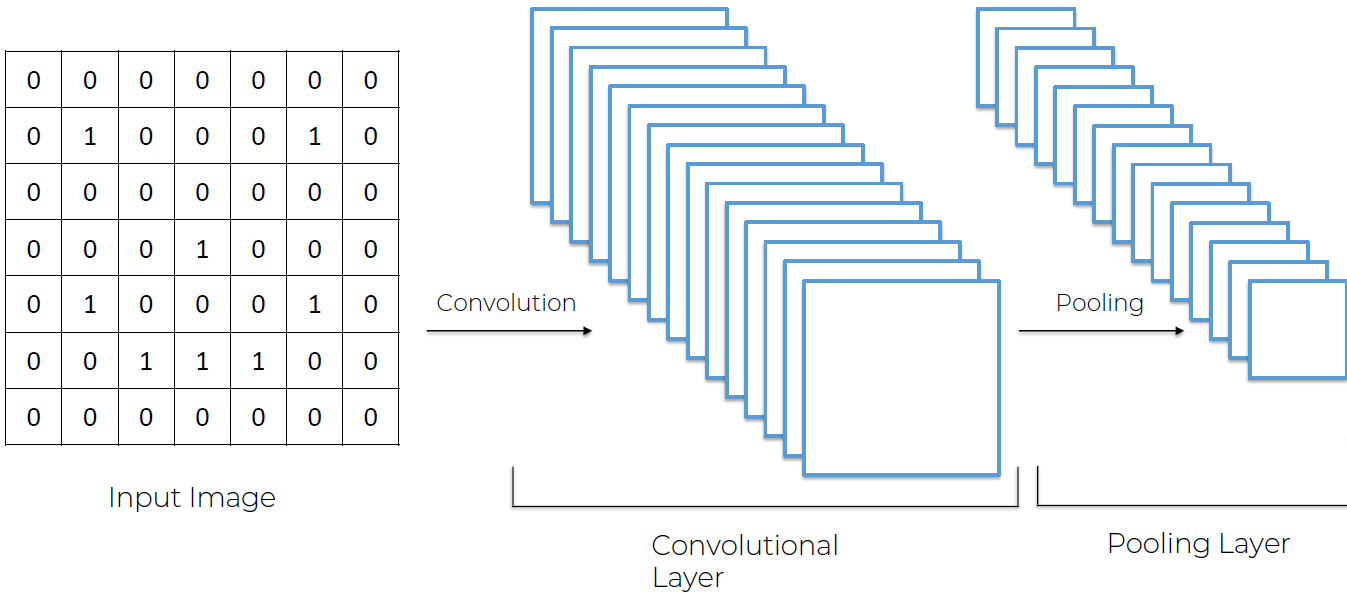 0 0 0 0 0 0 0
0 1 0 0 0 1 0
0 0 0 0 0 0 0
0 0 0 1 0 0 0
0 1 0 0 0 1 0
0 0 1 1 1 0 0
0 0 0 0 0 0 0
Input Image
Convolution
Convolutional
Layer
Pooling
Pooling Layer